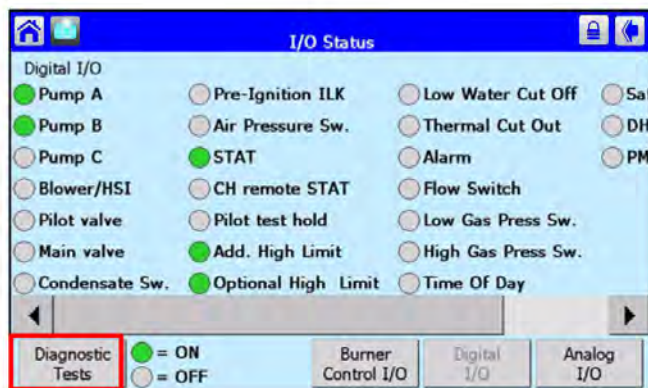 I/O Status
Digital I/O
Pump A Pre-Ignition ILK Low Water Cut Off Sa
Pump B Air Pressure Sw. Thermal Cut Out DH
Pump C STAT Alarm PM
Blower/HSI CH remote STAT Flow Switch
Pilot valve Pilot test hold Low Gas Press Sw.
Main valve Add. High Limit High Gas Press Sw.
Condensate Sw. Optional High Limit Time Of Day
Diagnostic Tests = ON Burner Control I/O Digital I/O Analog I/O
= OFF